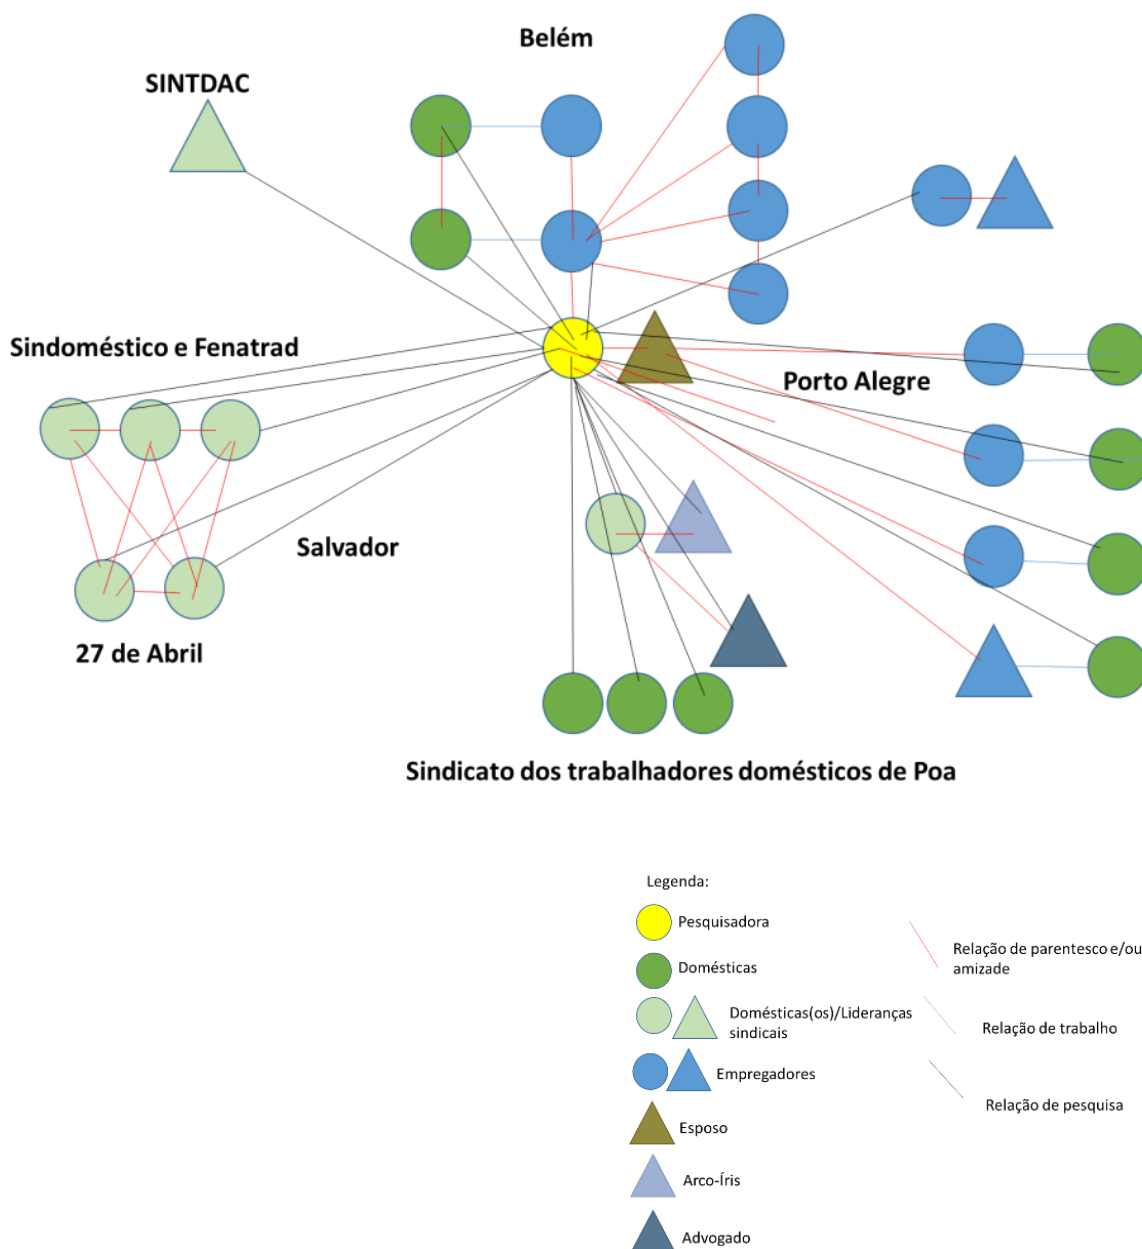 Belém
SINTDAC
Sindoméstico e Fenatrad
Porto Alegre
Salvador
27 de Abril
Sindicato dos trabalhadores domésticos de Poa
Legenda:
Pesquisadora
Domésticas
Domésticas(os)/Lideranças
sindicais
Empregadores
Esposo
Arco-Íris
Advogado
Relação de parentesco e/ou
amizade
Relação de trabalho
Relação de pesquisa